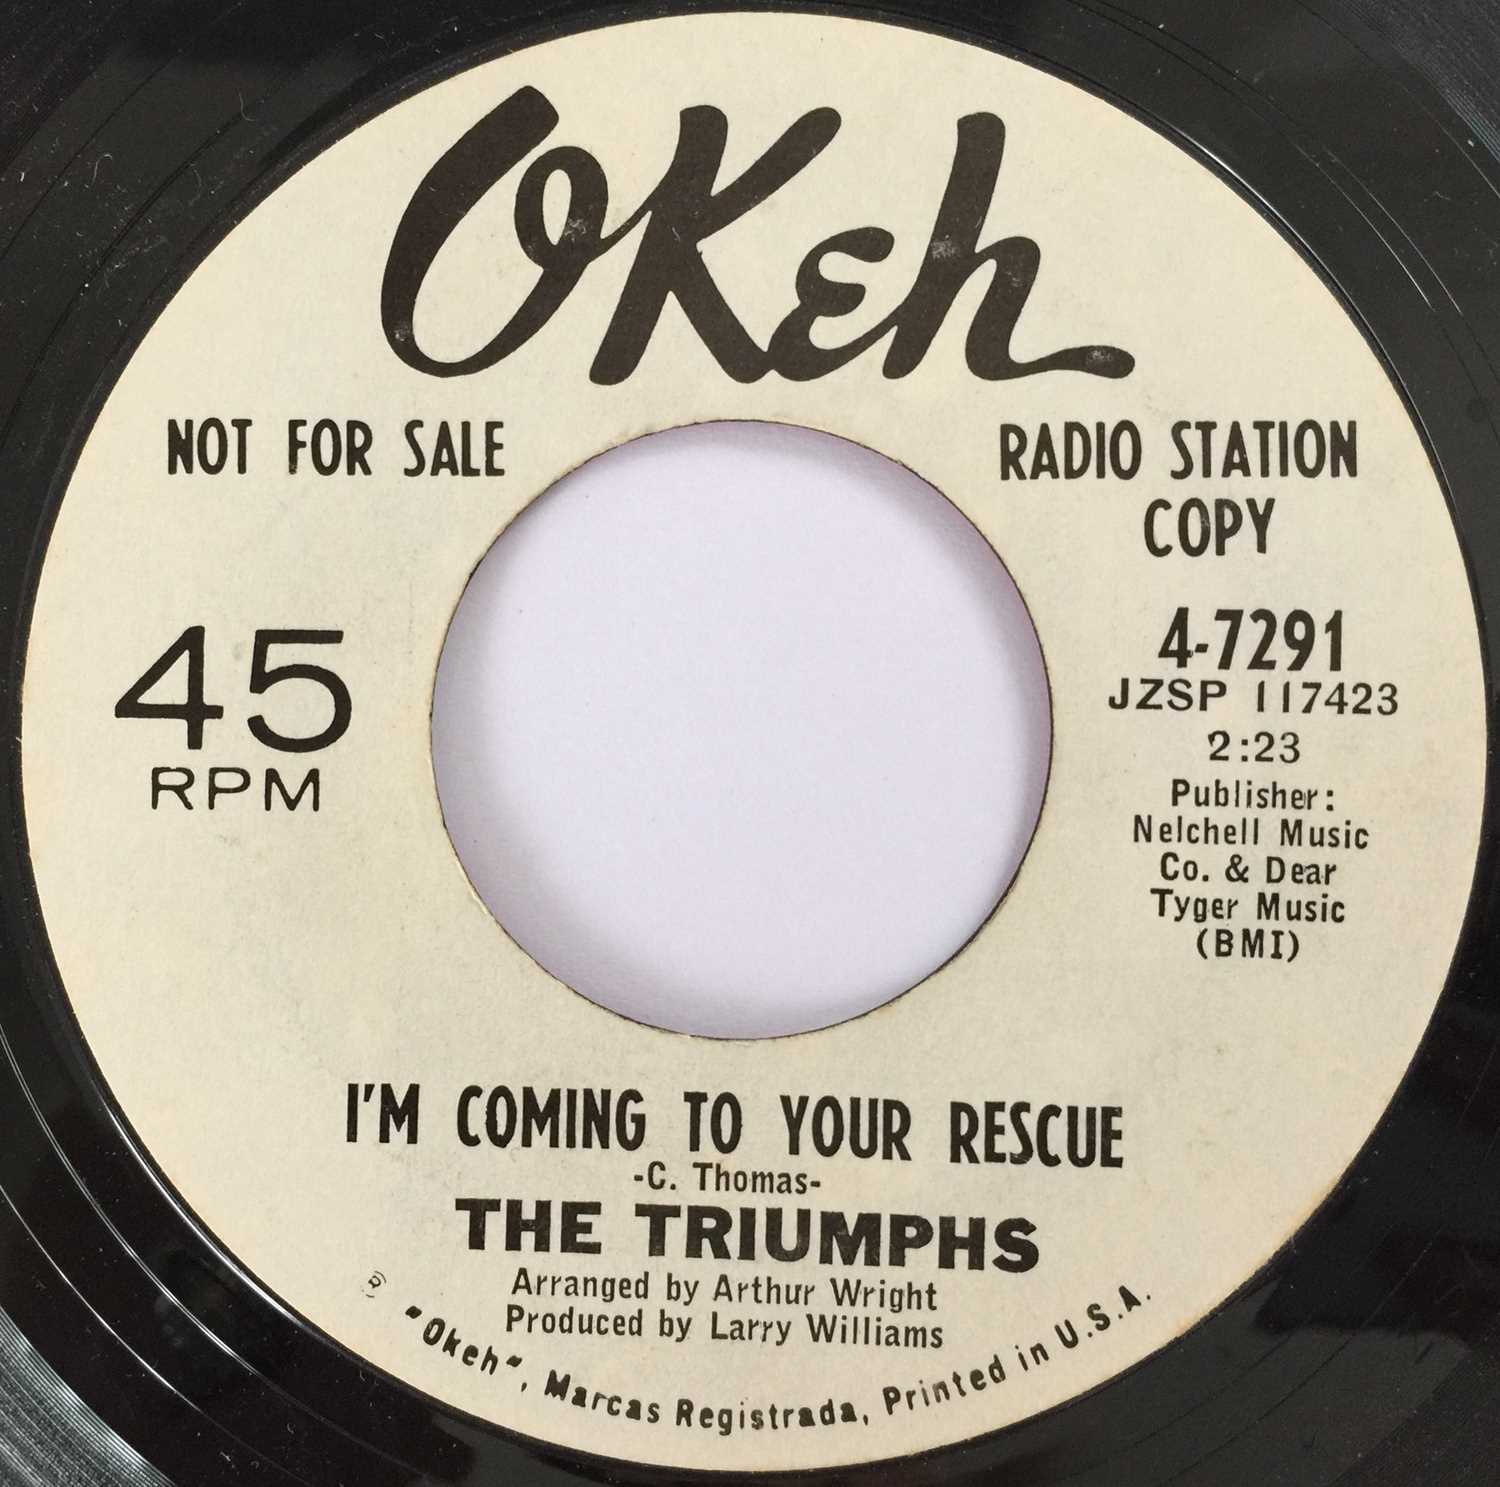 OKeh
NOT FOR SALE
RADIO STATION
COPY
45
RPM
4-7291
JZSP 117423
2:23
Publisher:
Nelchell Music
Co. & Dear
Tyger Music
(BMI)
I'M COMING TO YOUR RESCUE
-C. Thomas-
THE TRIUMPHS
Arranged by Arthur Wright
Produced by Larry Williams
® "Okeh", Marcas Registrada, Printed in U.S.A.